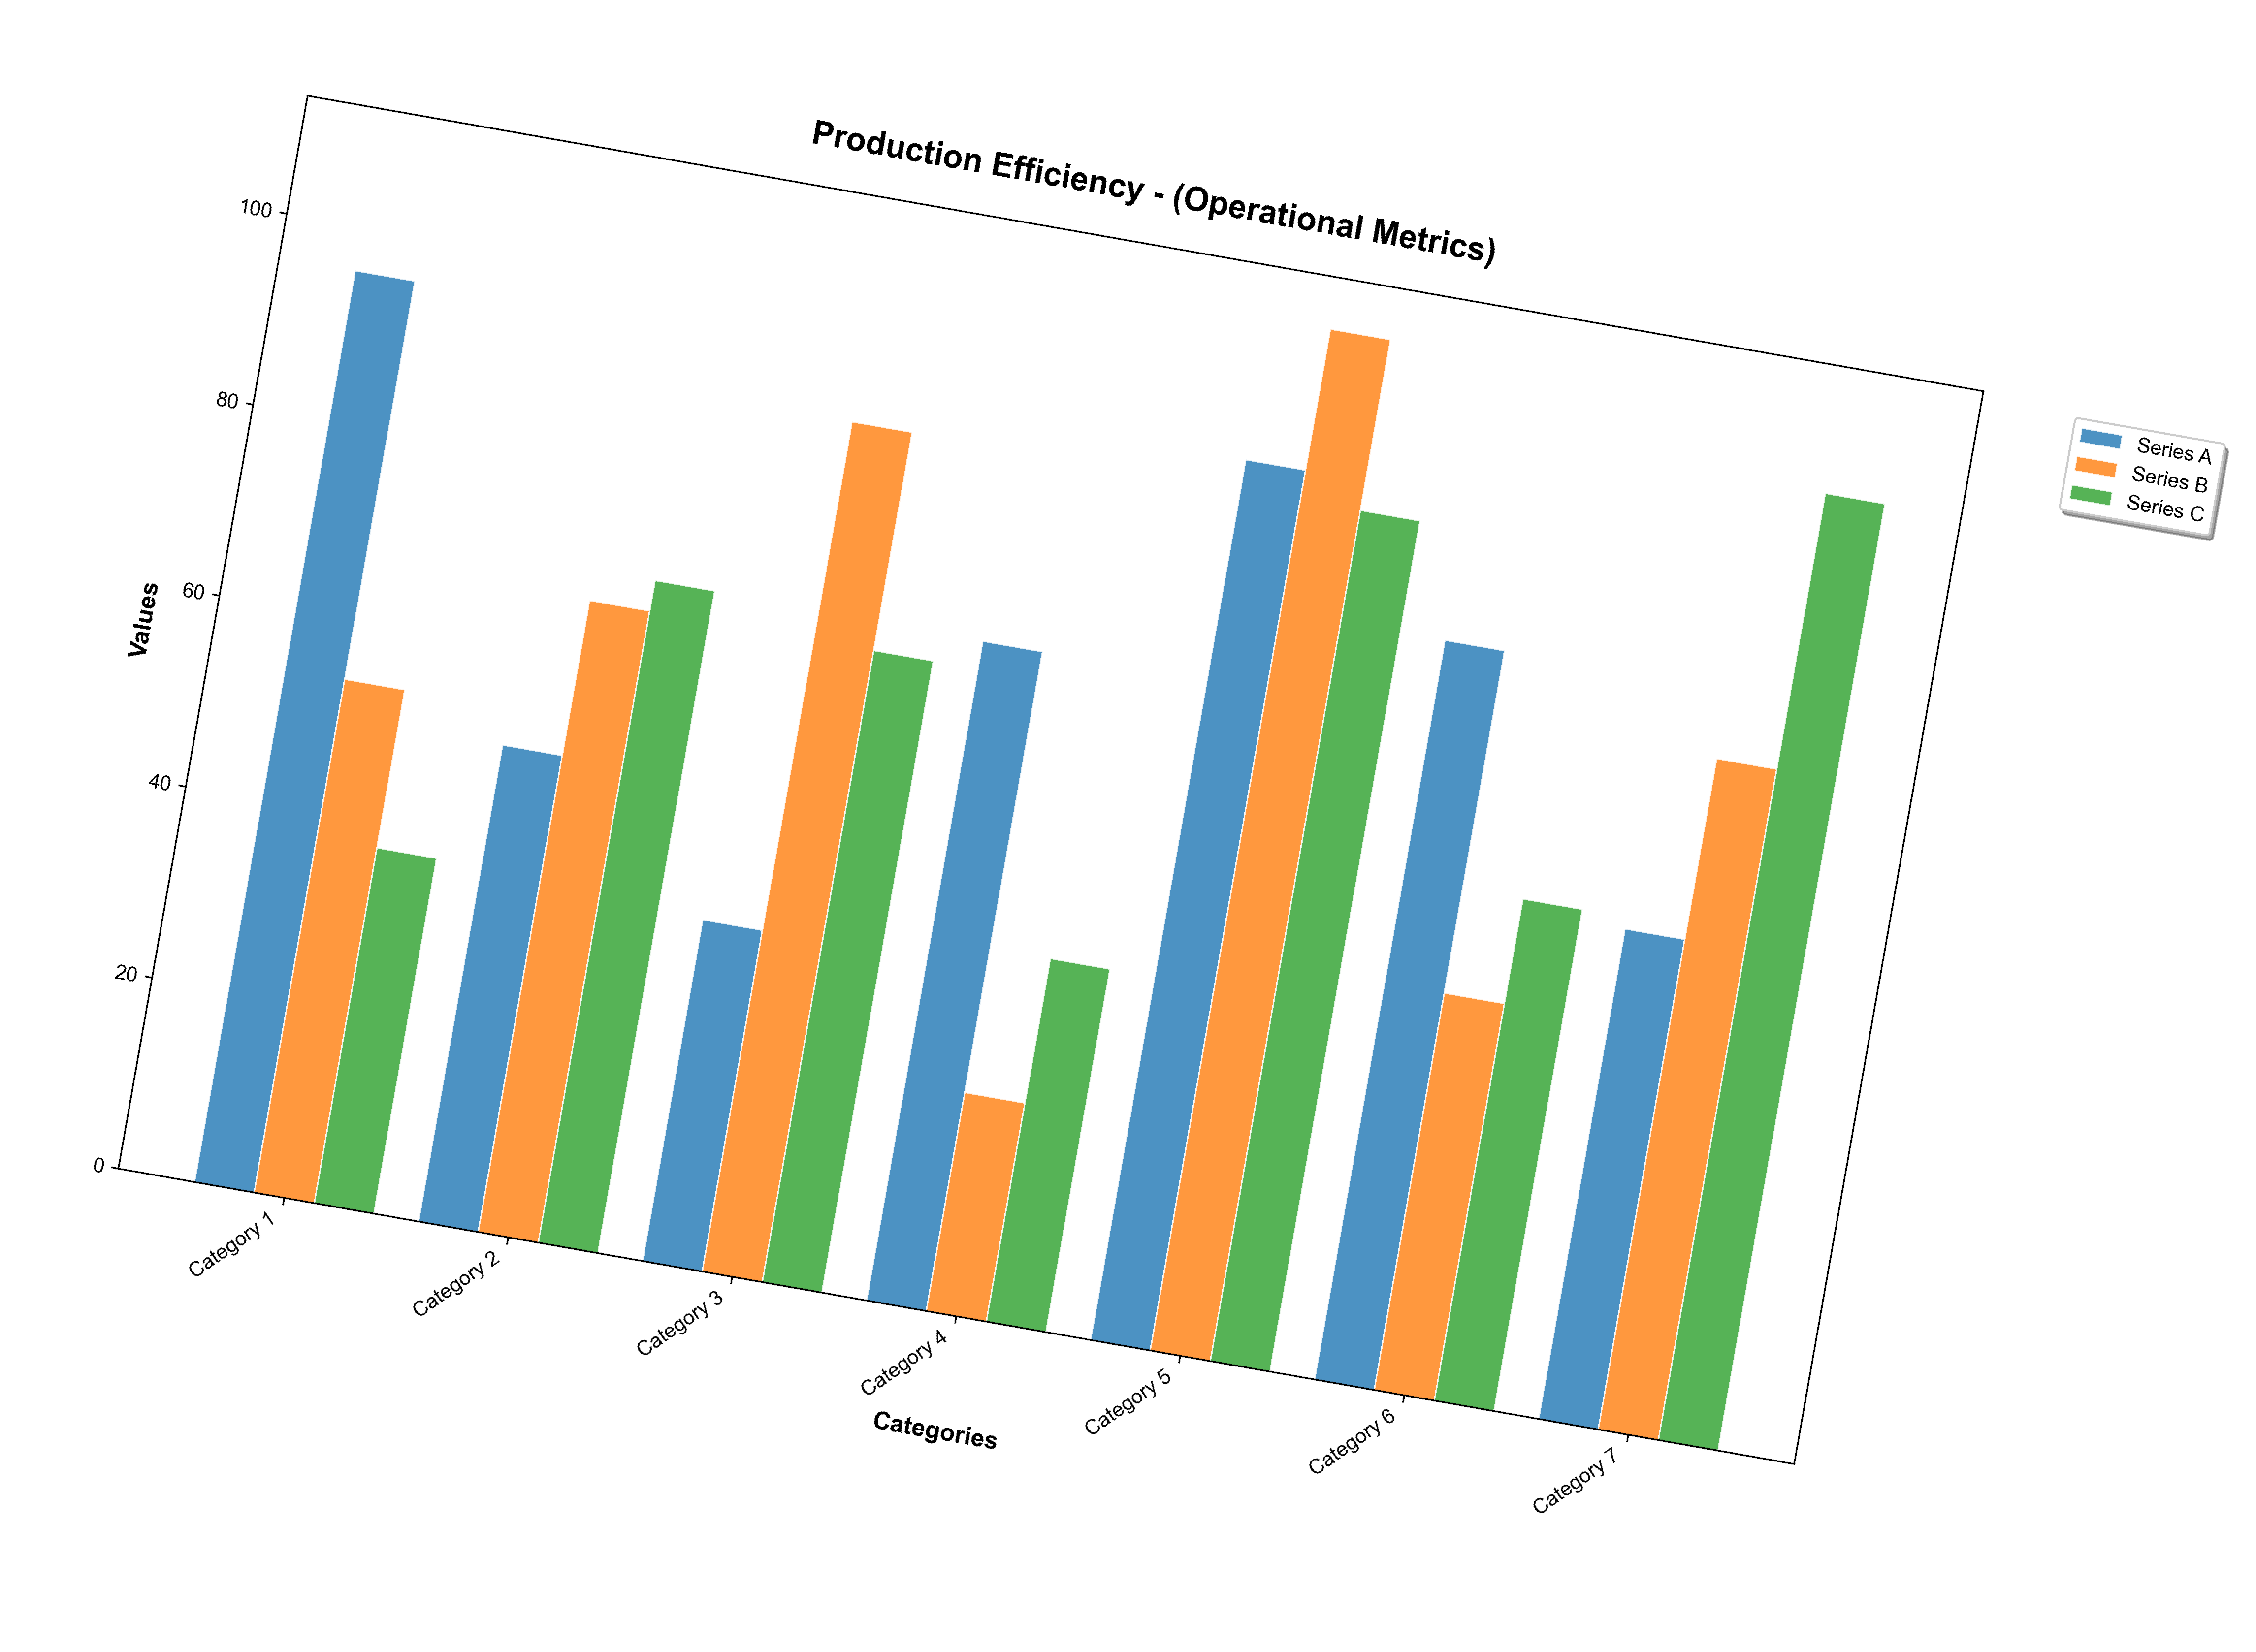 Production Efficiency - (Operational Metrics)
Values
100
80
60
40
20
0
Category 1
Category 2
Category 3
Category 4
Category 5
Category 6
Category 7
Categories
Series A
Series B
Series C